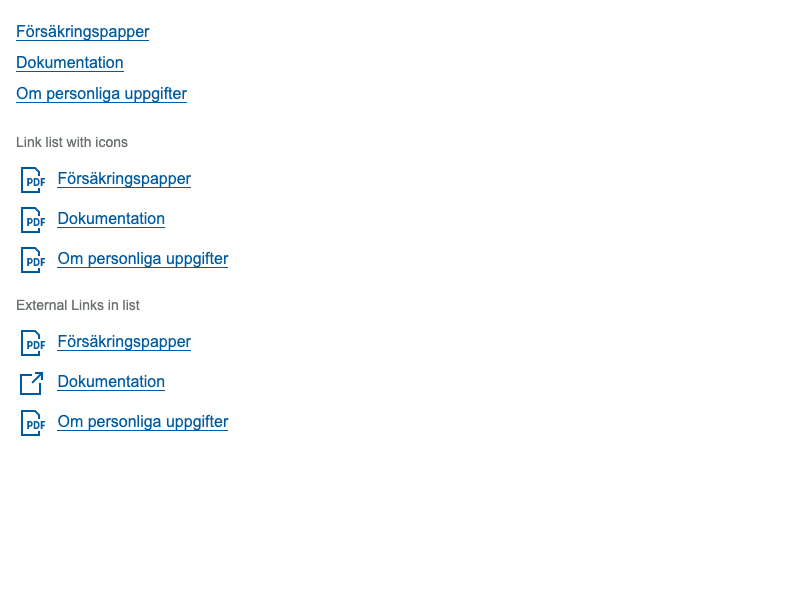 Försäkringspapper
Dokumentation
Om personliga uppgifter
Link list with icons
PDF Försäkringspapper
PDF Dokumentation
PDF Om personliga uppgifter
External Links in list
PDF Försäkringspapper
Dokumentation
PDF Om personliga uppgifter